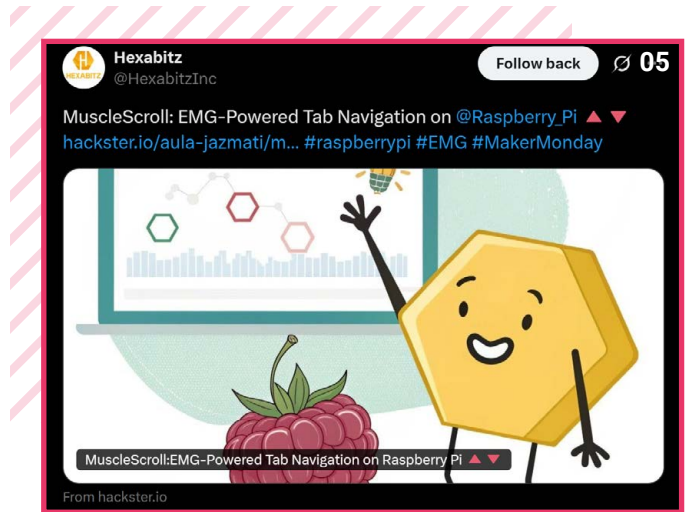 Hexabitz
@HexabitzInc
Follow back
05
HEXABITZ
MuscleScroll: EMG-Powered Tab Navigation on @Raspberry_Pi 🔺 🔻
hackster.io/aula-jazmati/m... #raspberrypi #EMG #MakerMonday
MuscleScroll:EMG-Powered Tab Navigation on Raspberry Pi 🔺 🔻
From hackster.io